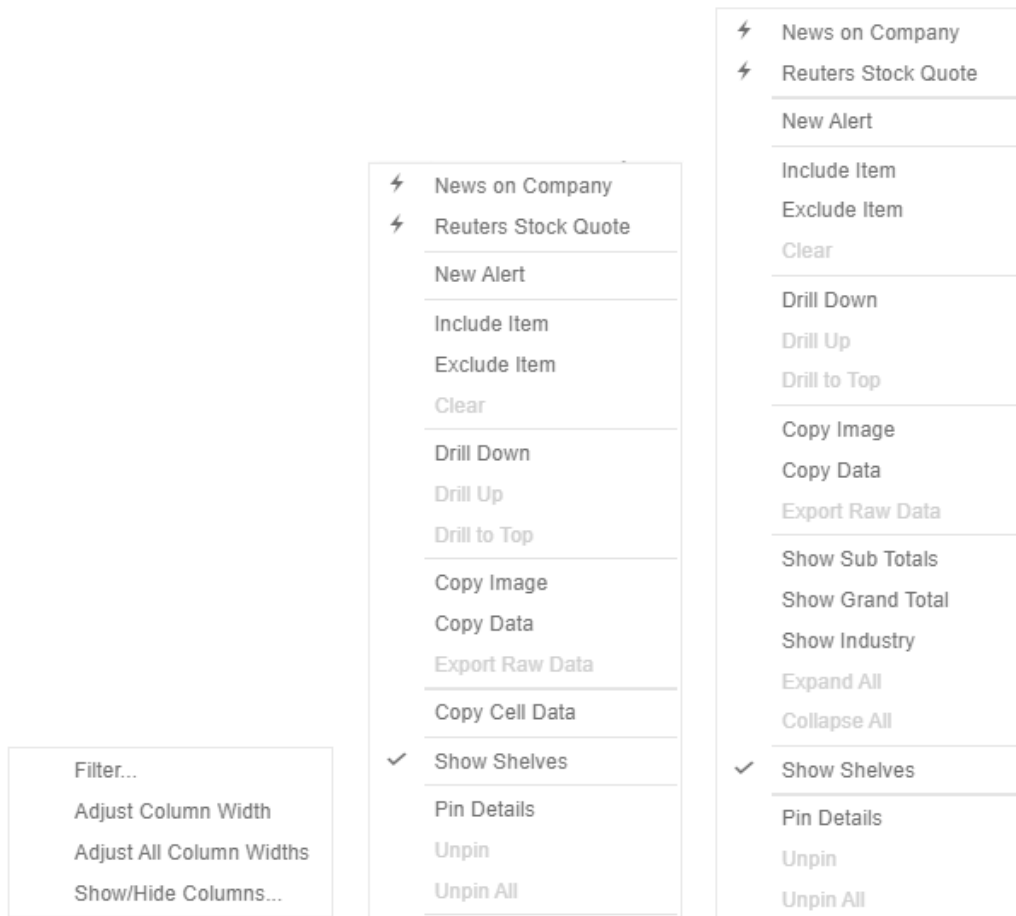 Filter...
Adjust Column Width
Adjust All Column Widths
Show/Hide Columns...
News on Company
Reuters Stock Quote
New Alert
Include Item
Exclude Item
Clear
Drill Down
Drill Up
Drill to Top
Copy Image
Copy Data
Export Raw Data
Copy Cell Data
Show Shelves
Pin Details
Unpin
Unpin All
News on Company
Reuters Stock Quote
New Alert
Include Item
Exclude Item
Clear
Drill Down
Drill Up
Drill to Top
Copy Image
Copy Data
Export Raw Data
Show Sub Totals
Show Grand Total
Show Industry
Expand All
Collapse All
Show Shelves
Pin Details
Unpin
Unpin All